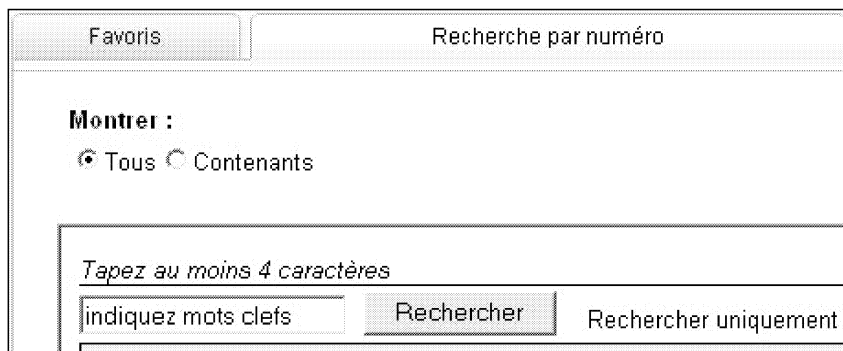 Favoris Recherche par numéro
Montrer :
Tous Contenants
Tapez au moins 4 caractères
indiquez mots clefs Rechercher Rechercher uniquement